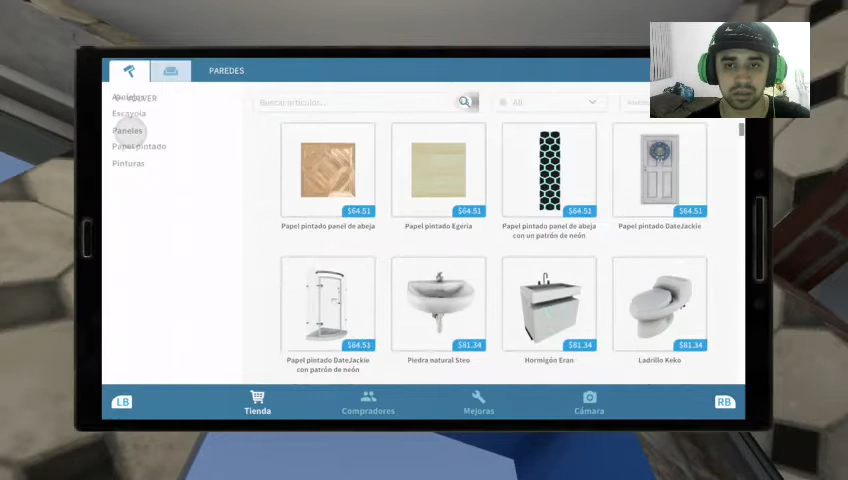 PAREDES
VOLVER
Escayola
Paneles
Papel pintado
Pinturas
Buscar artículos...
All
$64.51
$64.51
$64.51
$64.51
Papel pintado panel de abeja
Papel pintado Egeria
Papel pintado panel de abeja
con un patrón de neón
Papel pintado DateJackie
$64.51
$81.34
$81.34
$81.34
Papel pintado DateJackie
con patrón de neón
Piedra natural Steo
Hormigón Eran
Ladrillo Keko
LB
Tienda
Compradores
Mejoras
Cámara
RB